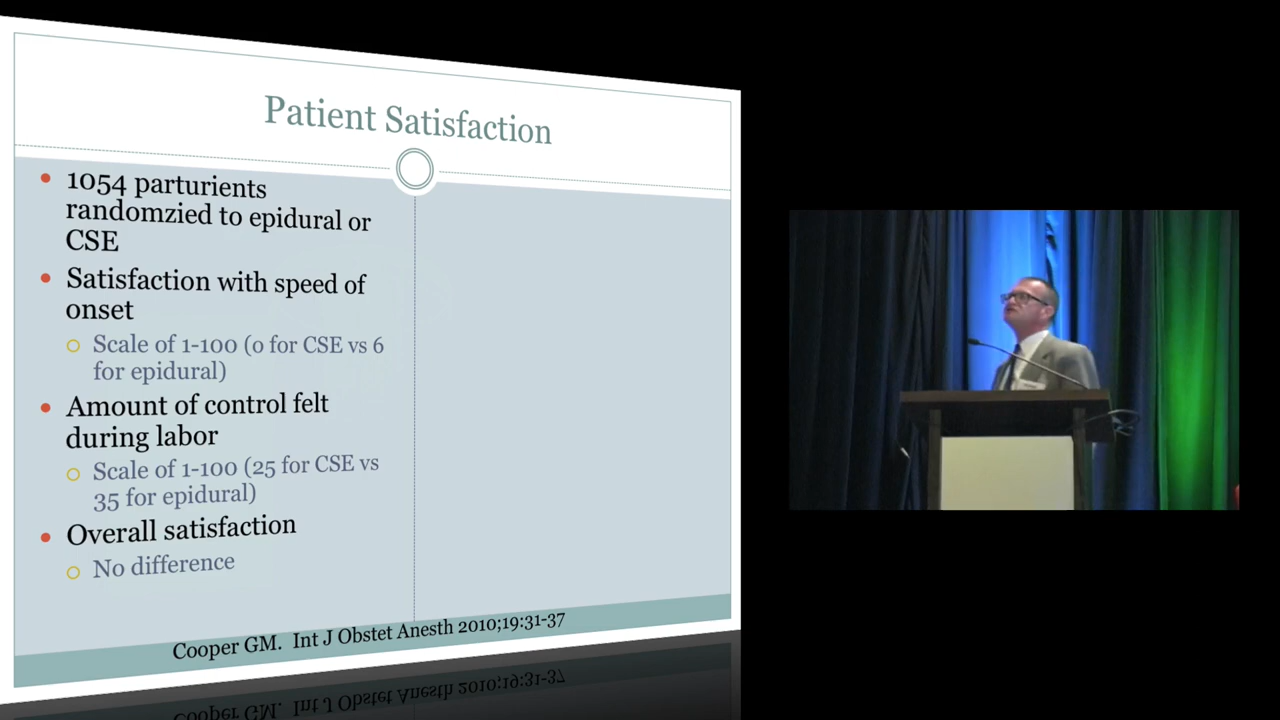 Patient Satisfaction
1054 parturients
randomzied to epidural or
CSE
Satisfaction with speed of
onset
Scale of 1-100 (0 for CSE vs 6
for epidural)
Amount of control felt
during labor
Scale of 1-100 (25 for CSE vs
35 for epidural)
Overall satisfaction
No difference
Cooper GM. Int J Obstet Anesth 2010;19:31-37